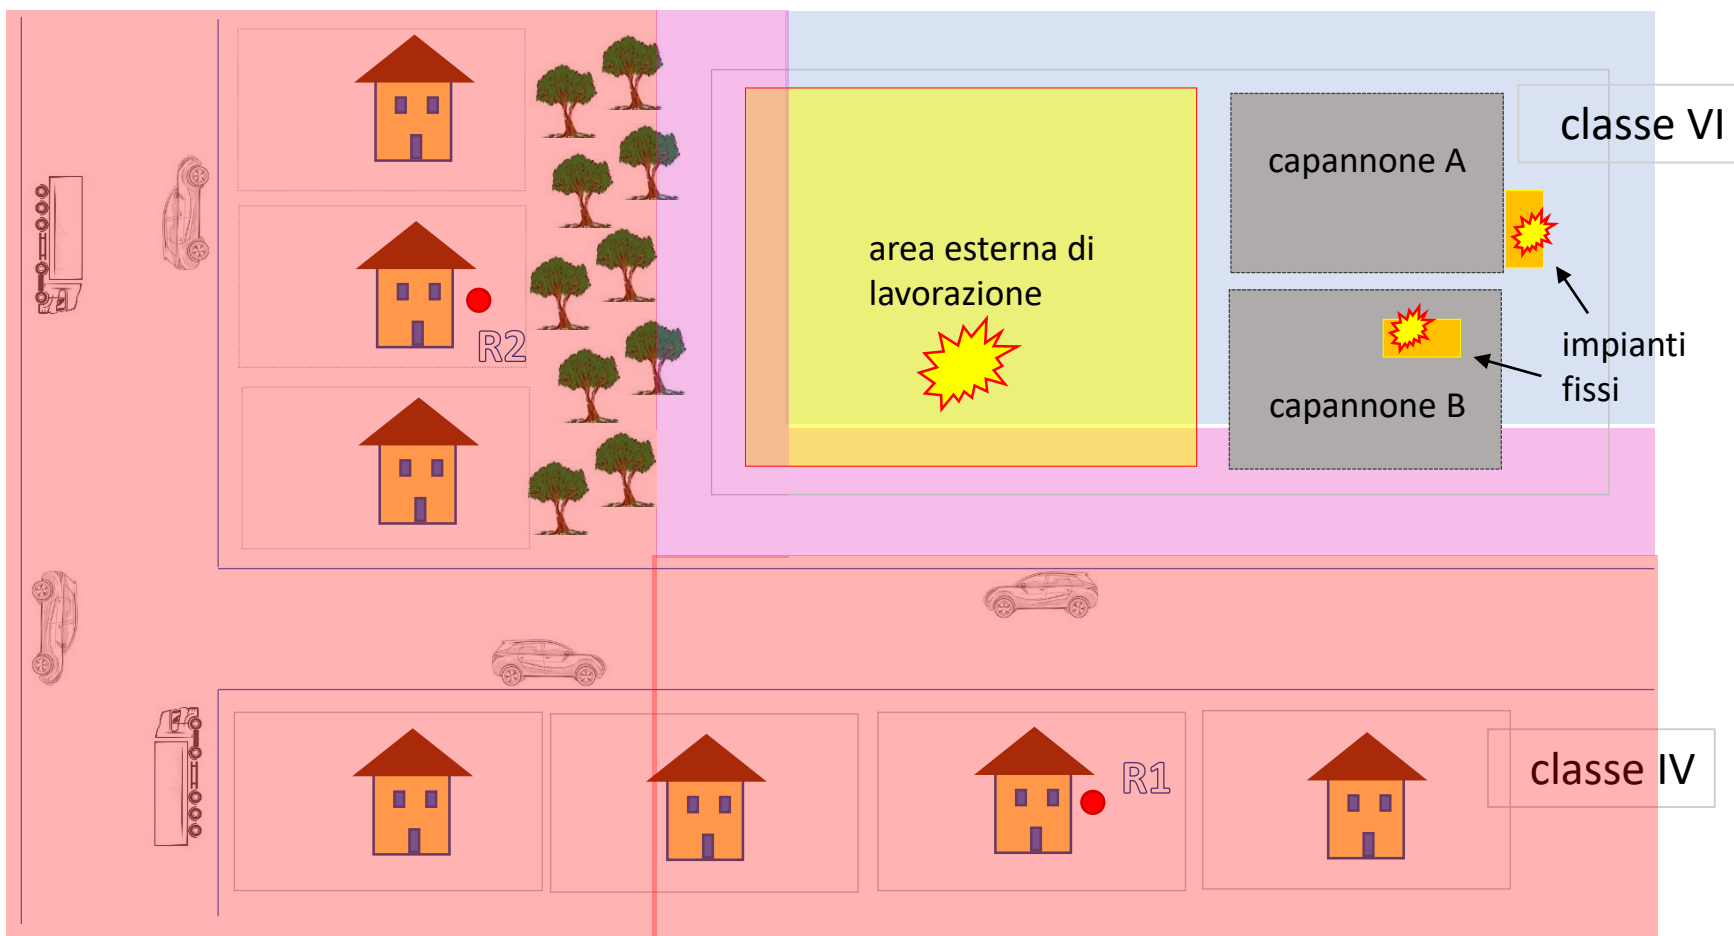 classe VI
capannone A
area esterna di
lavorazione
R2
impianti
fissi
capannone B
R1
classe IV